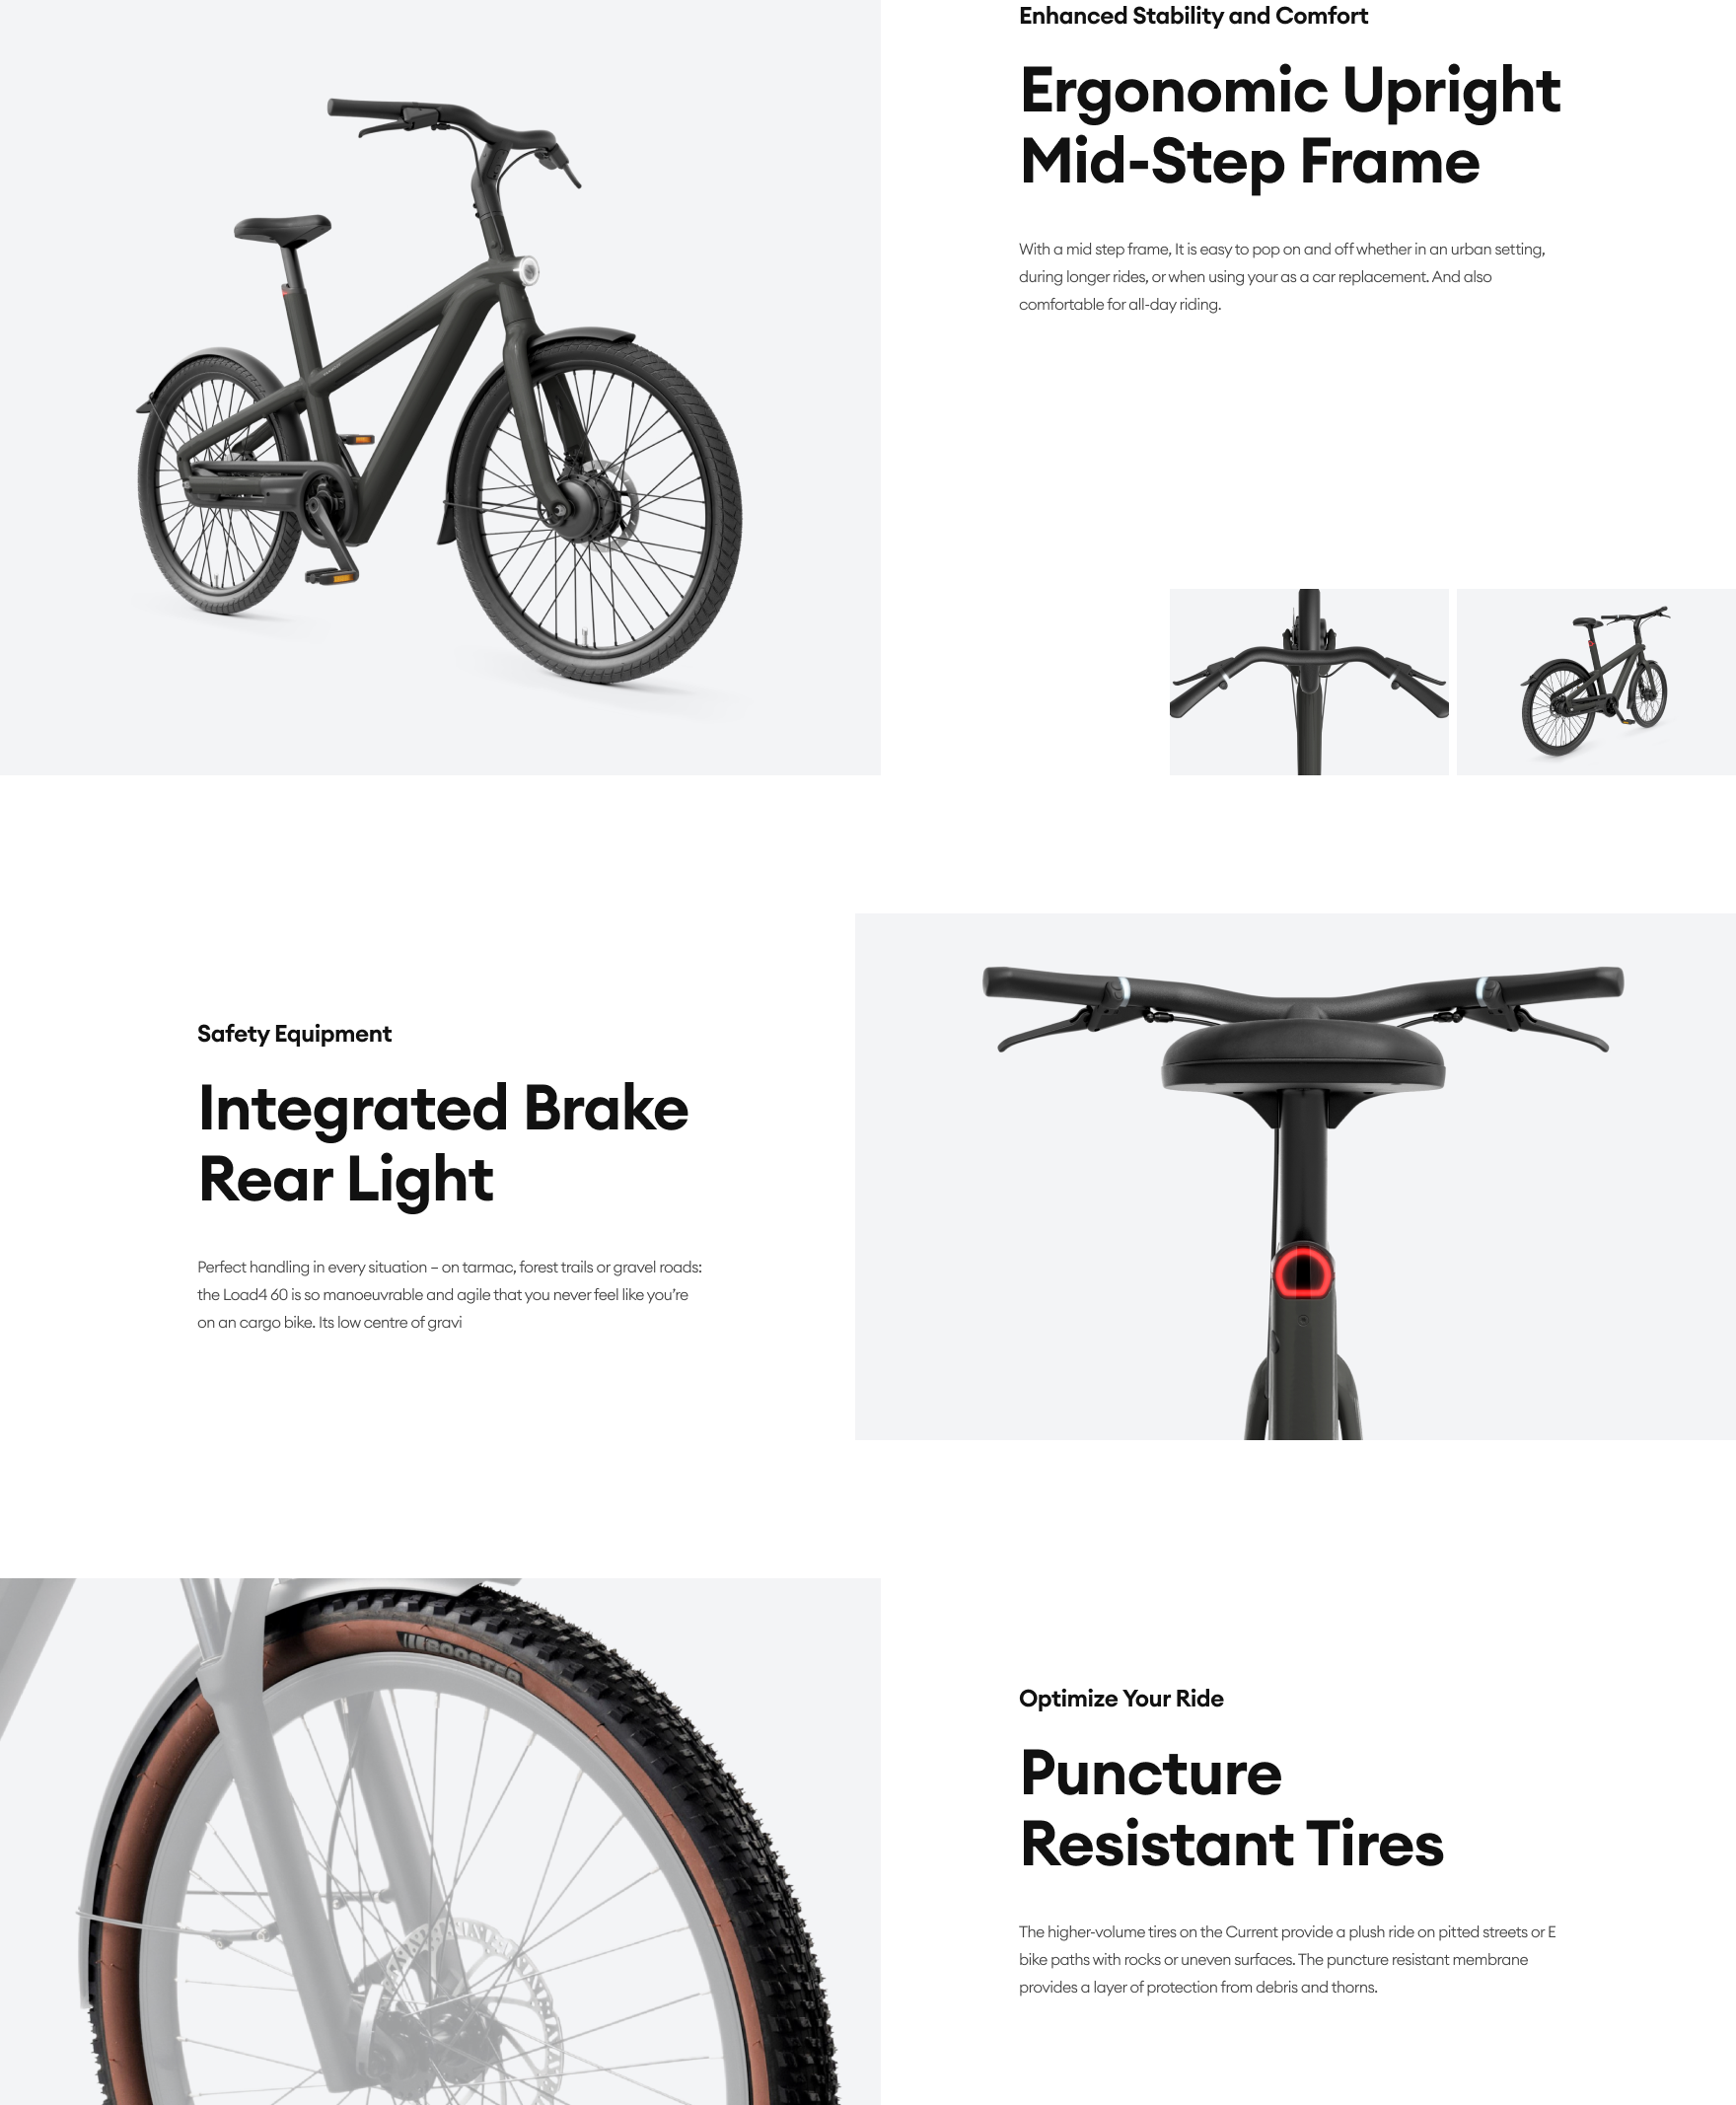 Enhanced Stability and Comfort
Ergonomic Upright
Mid-Step Frame
With a mid step frame, It is easy to pop on and off whether in an urban setting,
during longer rides, or when using your as a car replacement. And also
comfortable for all-day riding.
Safety Equipment
Integrated Brake
Rear Light
Perfect handling in every situation – on tarmac, forest trails or gravel roads:
the Load4 60 is so manoeuvrable and agile that you never feel like you’re
on an cargo bike. Its low centre of gravi
BOOSTER
Optimize Your Ride
Puncture
Resistant Tires
The higher-volume tires on the Current provide a plush ride on pitted streets or E
bike paths with rocks or uneven surfaces. The puncture resistant membrane
provides a layer of protection from debris and thorns.